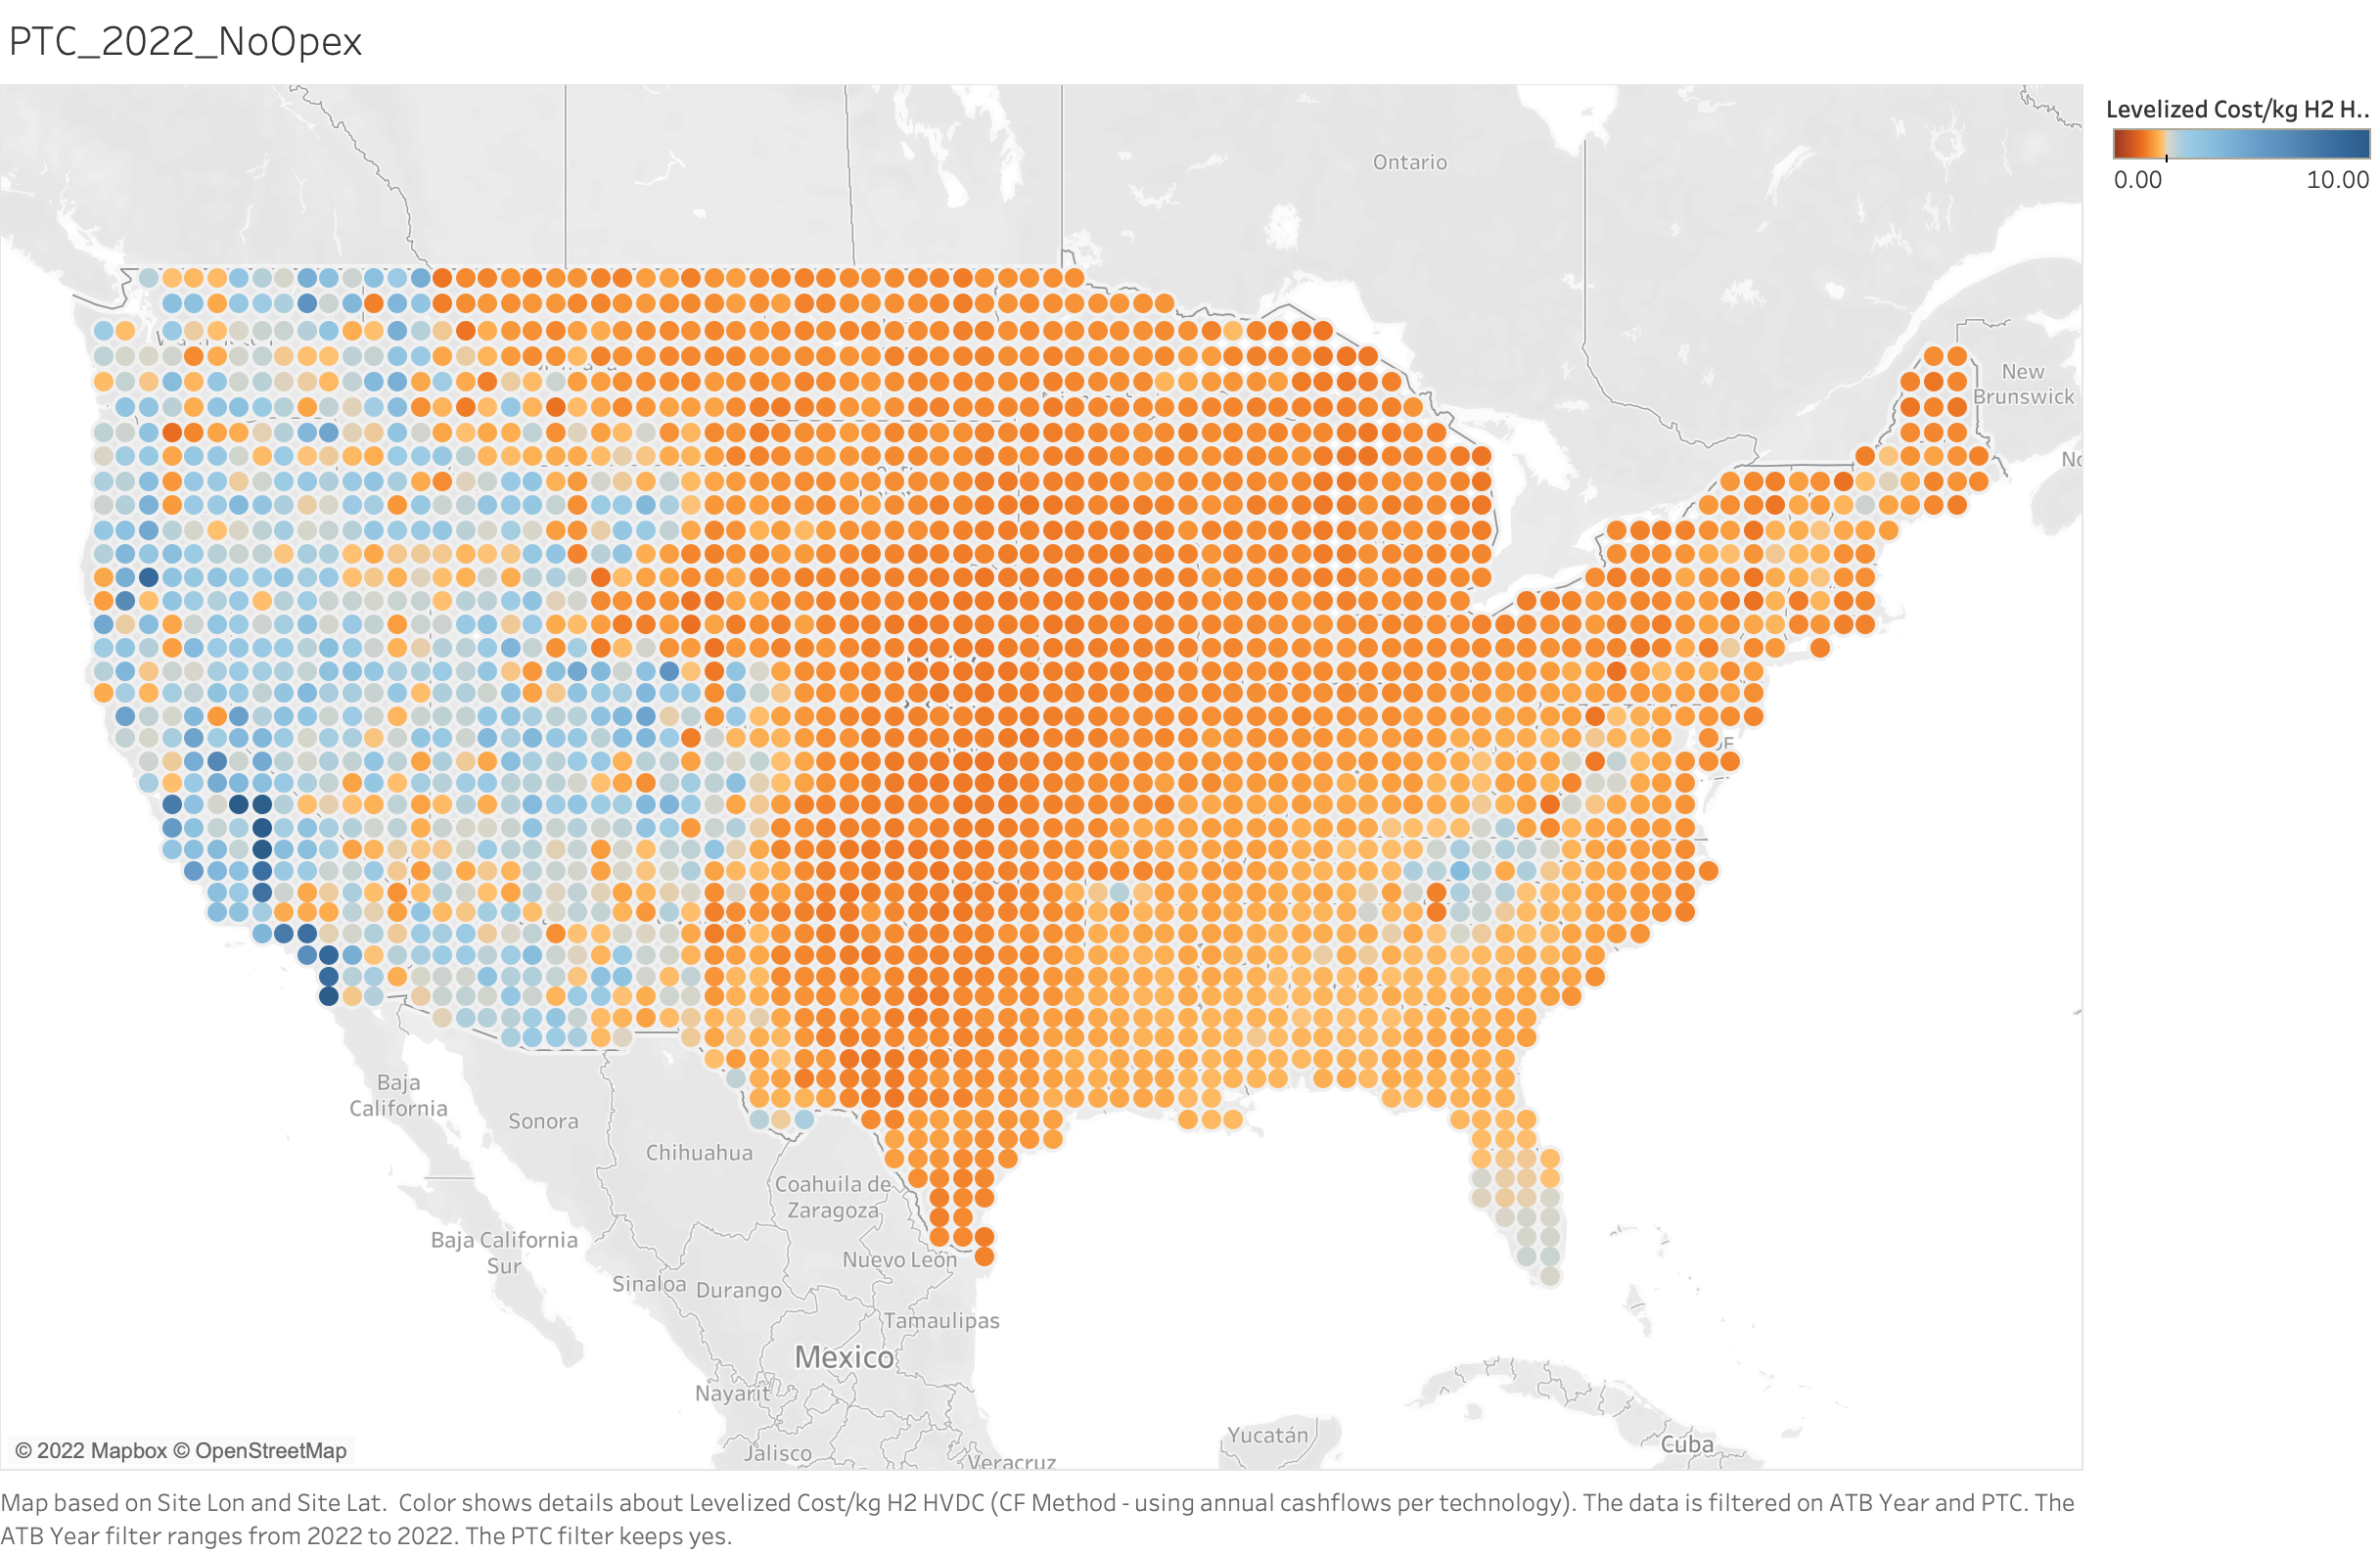 PTC_2022_NoOpex
Levelized Cost/kg H2 H..
0.00 10.00
Ontario
New
Brunswick
Baja
California
Sonora
Chihuahua
Coahuila de
Zaragoza
Baja California
Sur
Nuevo León
Sinaloa
Durango
Tamaulipas
México
Nayarit
Jalisco
Veracruz
Yucatán
Cuba
© 2022 Mapbox © OpenStreetMap
Map based on Site Lon and Site Lat. Color shows details about Levelized Cost/kg H2 HVDC (CF Method - using annual cashflows per technology). The data is filtered on ATB Year and PTC. The
ATB Year filter ranges from 2022 to 2022. The PTC filter keeps yes.